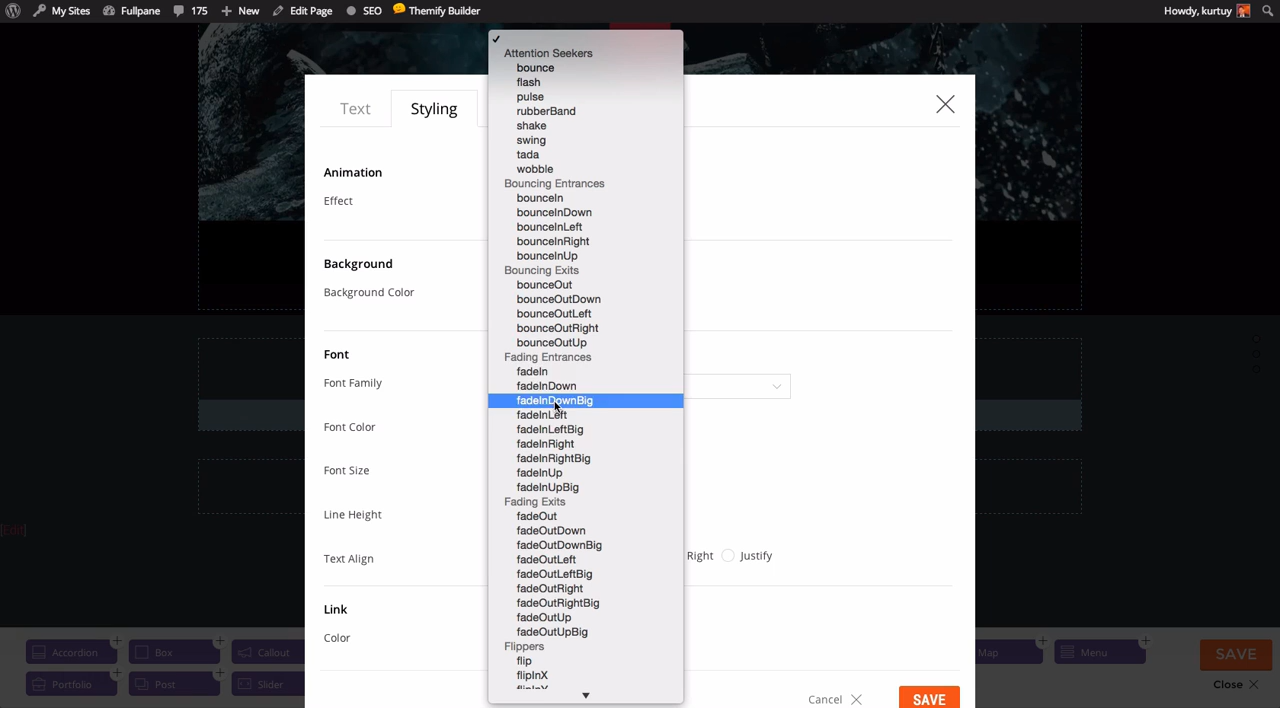 My Sites Fullpane 175 New Edit Page SEO Themify Builder Howdy, kurtuy
Text Styling
Animation
Effect
Background
Background Color
Font
Font Family
Font Color
Font Size
Line Height
Text Align
Right Justify
Link
Color
Cancel SAVE
Attention Seekers
bounce
flash
pulse
rubberBand
shake
swing
tada
wobble
Bouncing Entrances
bounceIn
bounceInDown
bounceInLeft
bounceInRight
bounceInUp
Bouncing Exits
bounceOut
bounceOutDown
bounceOutLeft
bounceOutRight
bounceOutUp
Fading Entrances
fadeIn
fadeInDown
fadeInDownBig
fadeInLeft
fadeInLeftBig
fadeInRight
fadeInRightBig
fadeInUp
fadeInUpBig
Fading Exits
fadeOut
fadeOutDown
fadeOutDownBig
fadeOutLeft
fadeOutLeftBig
fadeOutRight
fadeOutRightBig
fadeOutUp
fadeOutUpBig
Flippers
flip
flipInX
flipInY
[Edit]
Accordion Box Callout Map Menu SAVE
Portfolio Post Slider Close